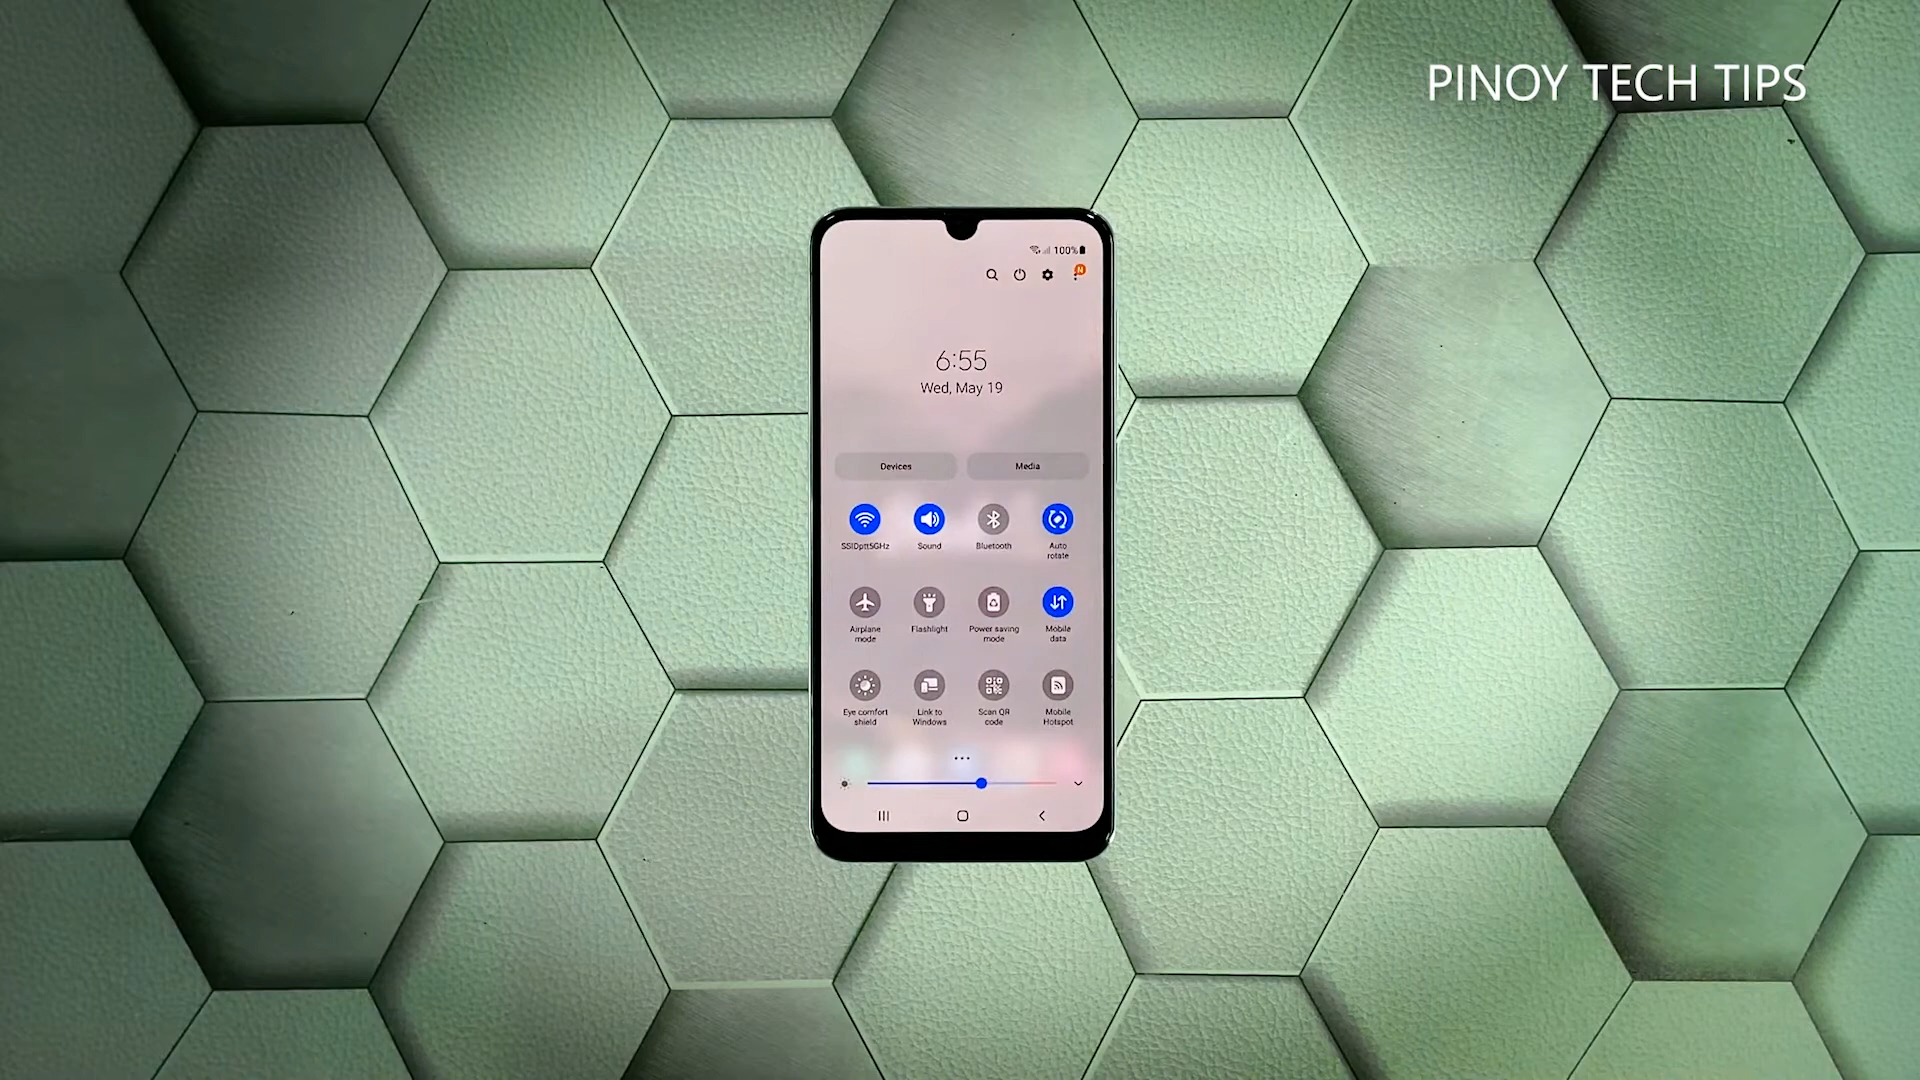 PINOY TECH TIPS
100%
N
6:55
Wed, May 19
Devices
Media
SSIDptt5GHz
Sound
Bluetooth
Auto
rotate
Airplane
mode
Flashlight
Power saving
mode
Mobile
data
Eye comfort
shield
Link to
Windows
Scan QR
code
Mobile
Hotspot